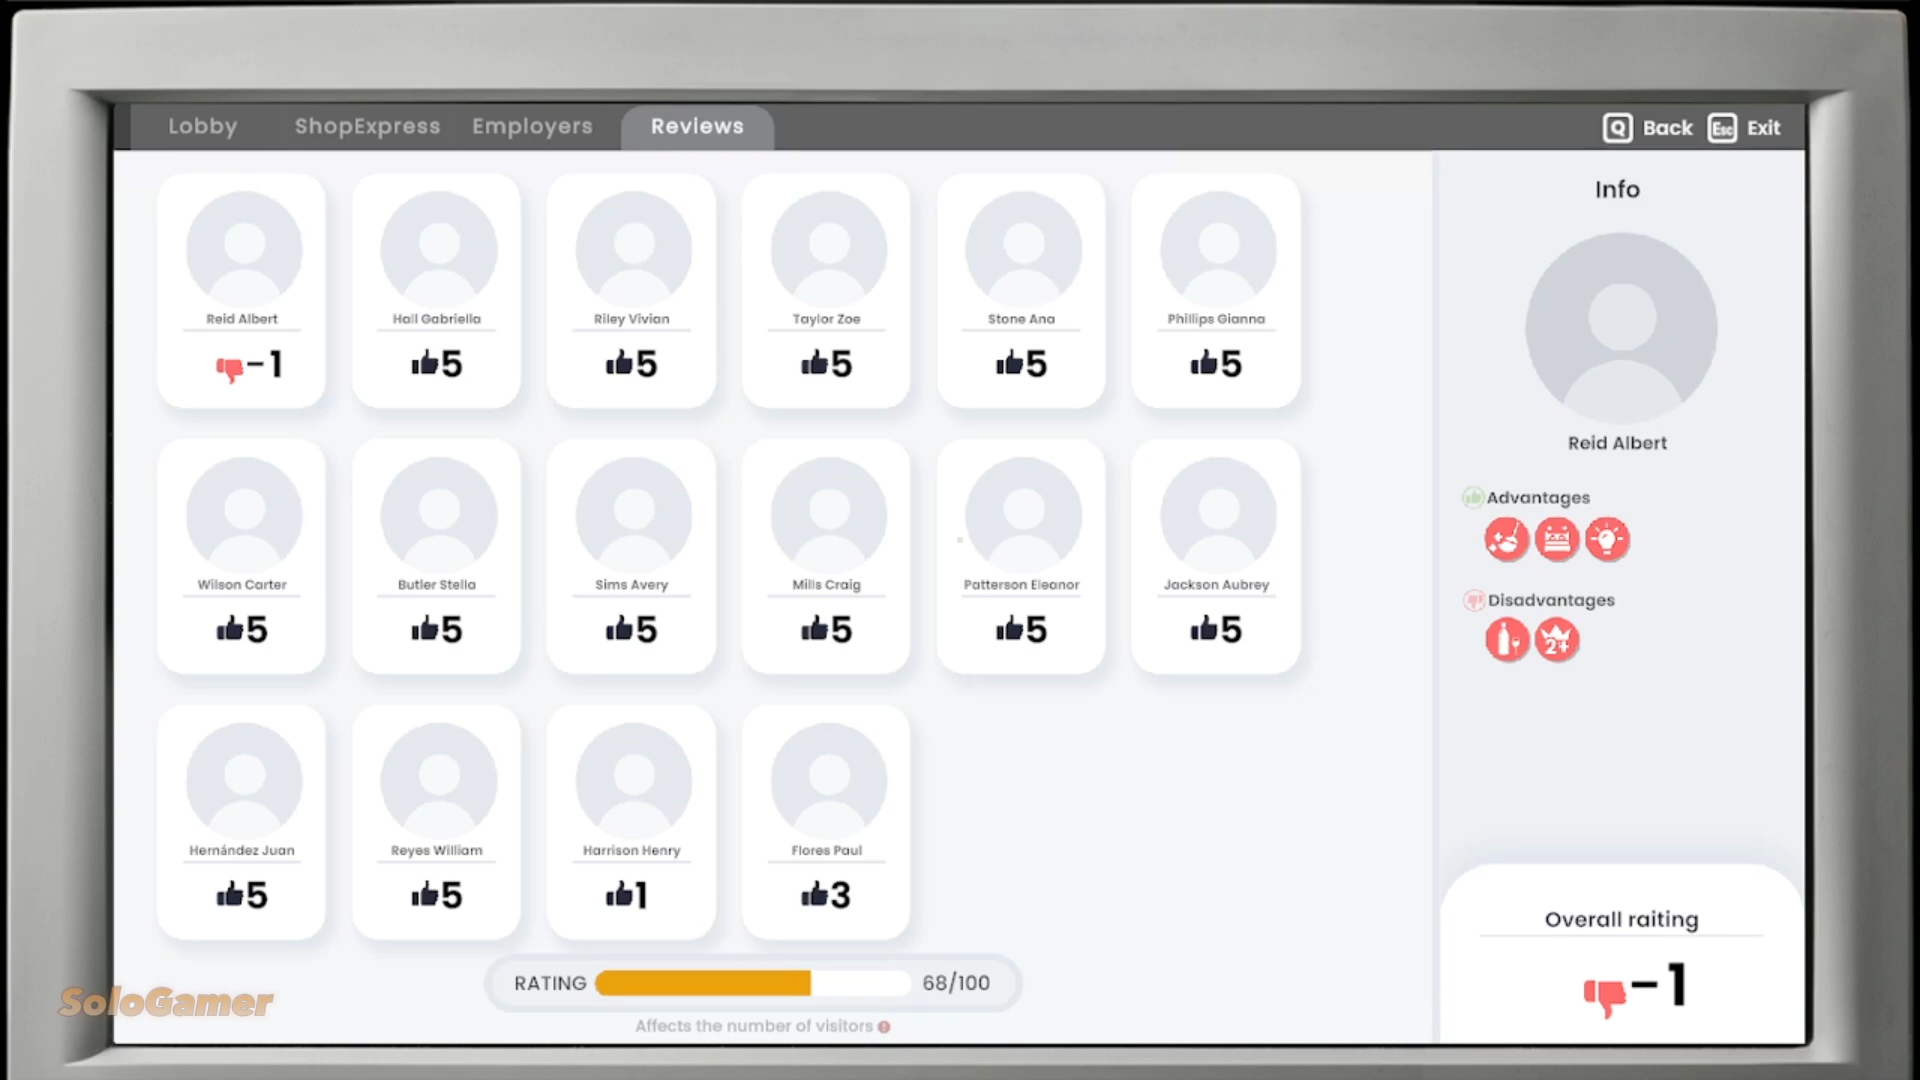 Lobby
ShopExpress
Employers
Reviews
Q Back
Esc Exit
Reid Albert
-1
Hall Gabriella
5
Riley Vivian
5
Taylor Zoe
5
Stone Ana
5
Phillips Gianna
5
Wilson Carter
5
Butler Stella
5
Sims Avery
5
Mills Craig
5
Patterson Eleanor
5
Jackson Aubrey
5
Hernández Juan
5
Reyes William
5
Harrison Henry
1
Flores Paul
3
RATING 68/100
Affects the number of visitors
Info
Reid Albert
Advantages
Disadvantages
2+
Overall raiting
-1
SoloGamer